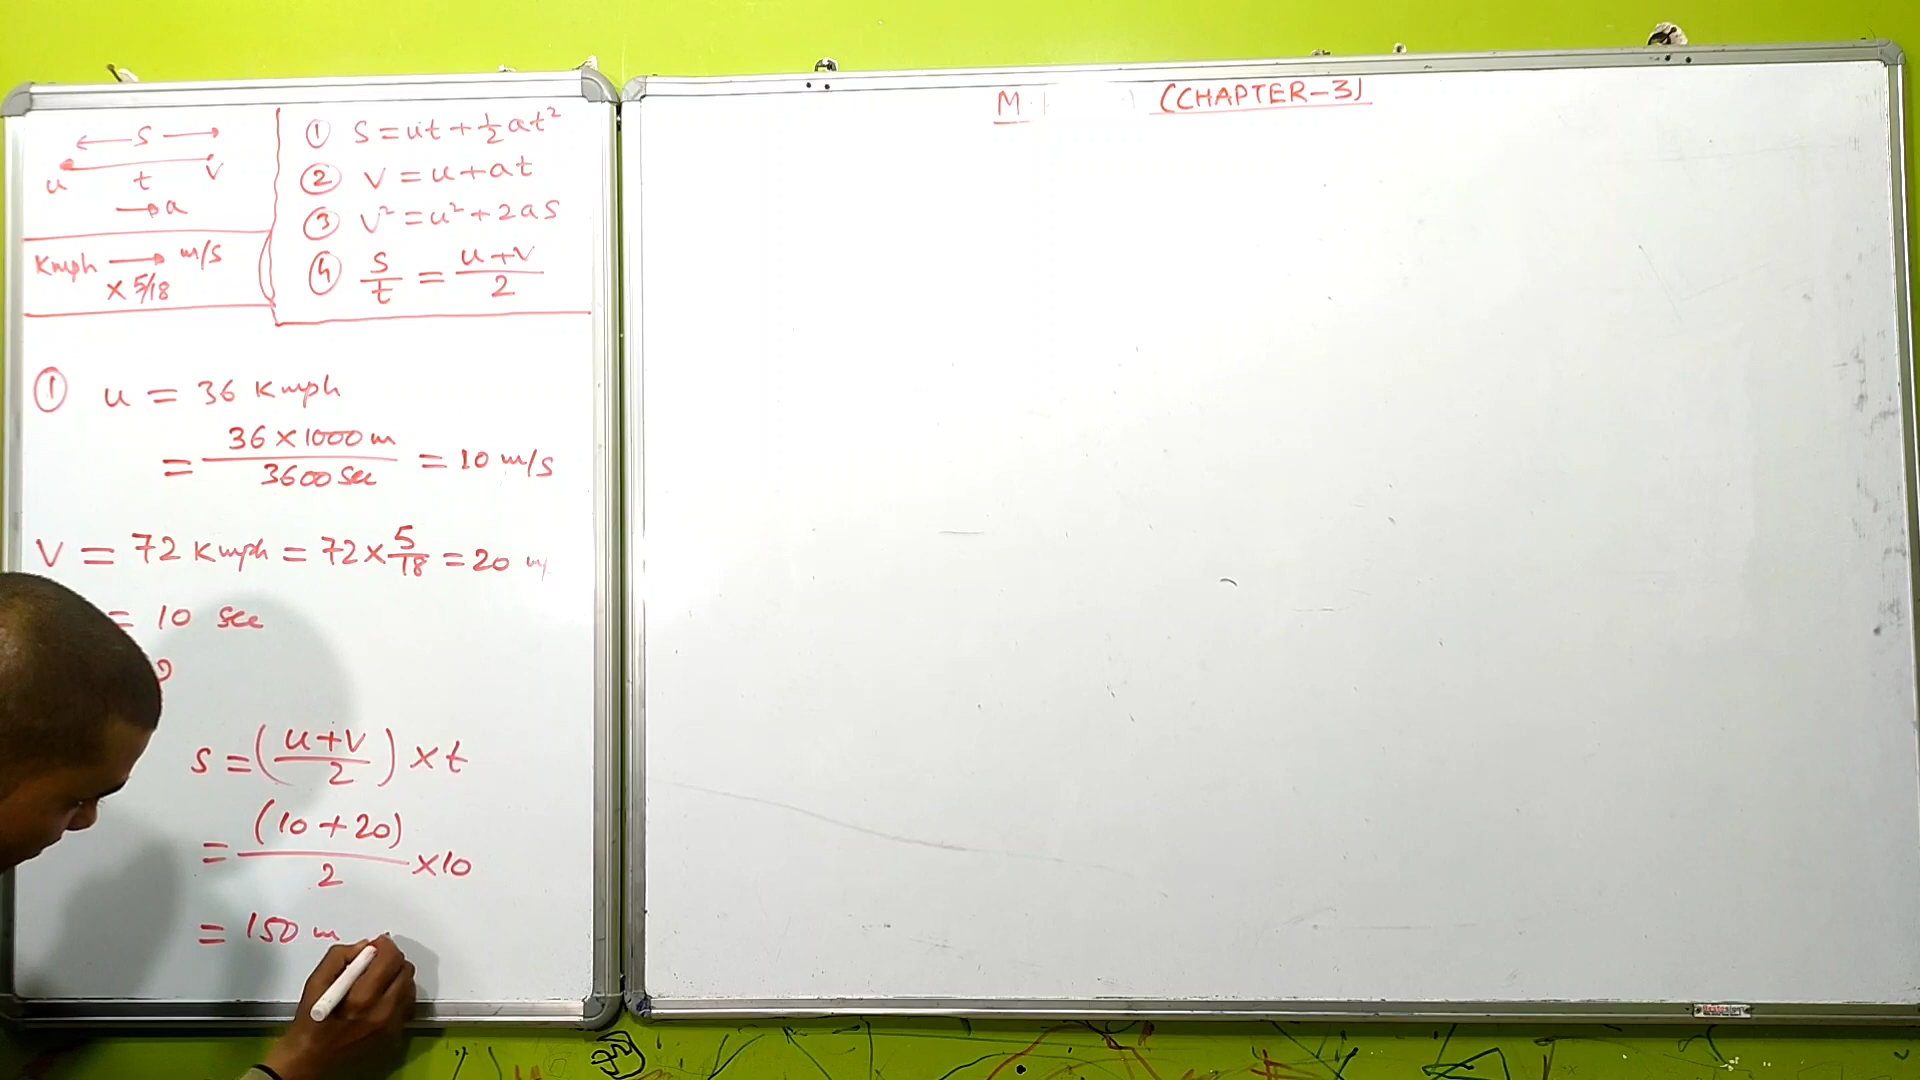 S
u t v
→ a
Kmph → m/s
× 5/18
① S = ut + ½ at²
② V = u + at
③ V² = u² + 2as
④ S/t = (u+v)/2
① u = 36 Kmph
= 36 × 1000 m / 3600 sec = 10 m/s
V = 72 Kmph = 72 × 5/18 = 20 m/
= 10 sec
S = (u+v/2) × t
= (10+20)/2 × 10
= 150 m
M (CHAPTER-3)